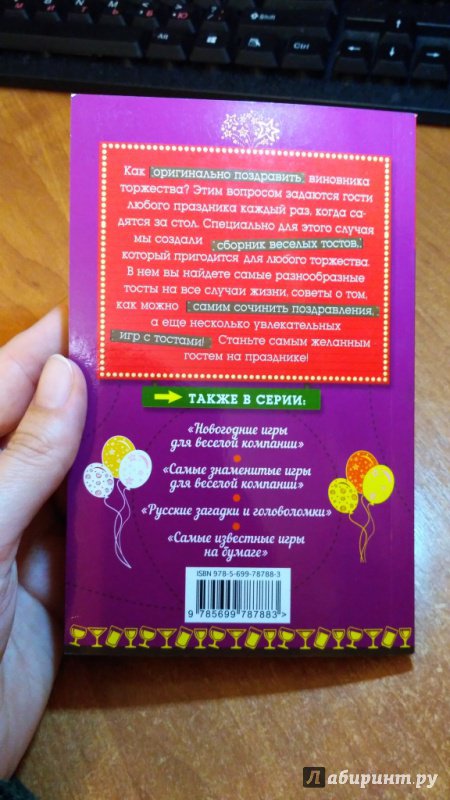 Как оригинально поздравить виновника
торжества? Этим вопросом задаются гости
любого праздника каждый раз, когда са-
дятся за стол. Специально для этого случая
мы создали сборник веселых тостов,
который пригодится для любого торжества.
В нем вы найдете самые разнообразные
тосты на все случаи жизни, советы о том,
как можно самим сочинить поздравления,
а еще несколько увлекательных
игр с тостами! Станьте самым желанным
гостем на празднике!
ТАКЖЕ В СЕРИИ:
«Новогодние игры
для веселой компании»
«Самые знаменитые игры
для веселой компании»
«Русские загадки и головоломки»
«Самые известные игры
на бумаге»
ISBN 978-5-699-78788-3
9 785699 787883>
Лабиринт.ру